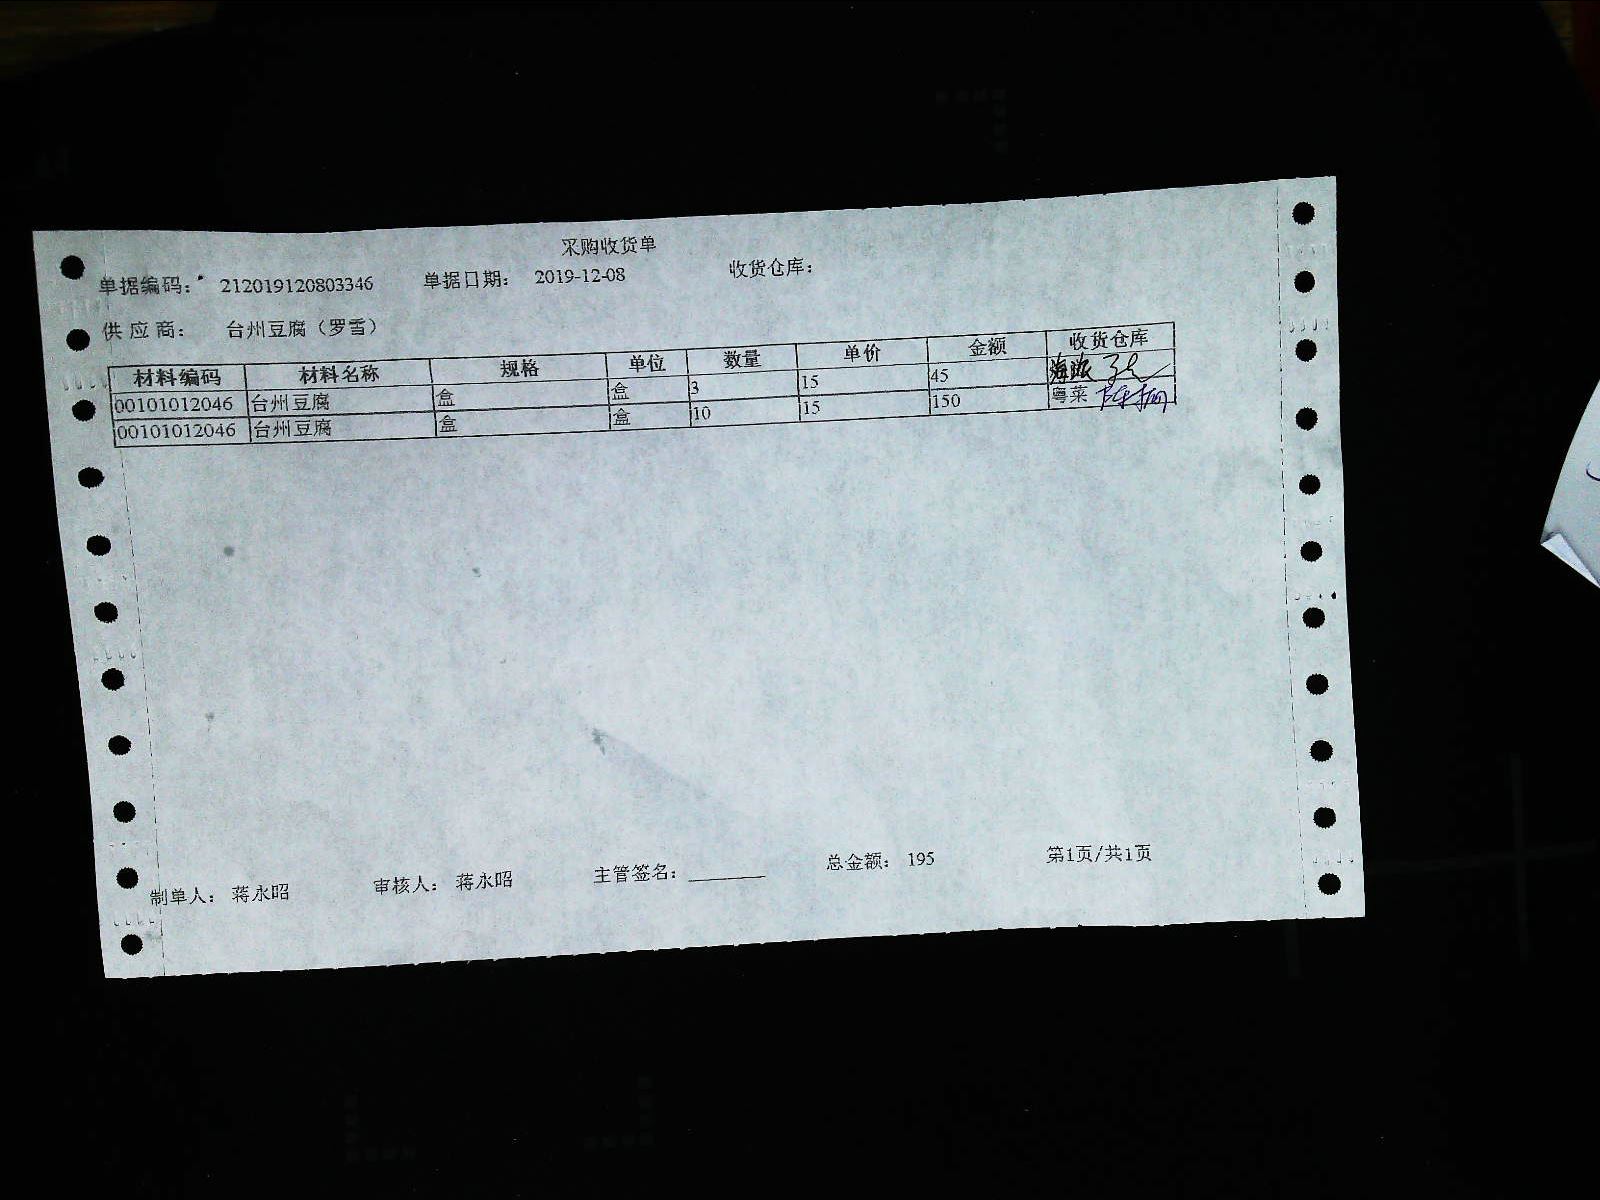 采购收货单
单据编码： 212019120803346 单据日期： 2019-12-08 收货仓库：
供应商： 台州豆腐（罗雪）
材料编码 材料名称 规格 单位 数量 单价 金额 收货仓库
00101012046 台州豆腐 盒 盒 3 15 45
00101012046 台州豆腐 盒 盒 10 15 150 粤菜
制单人： 蒋永昭 审核人： 蒋永昭 主管签名：________ 总金额： 195 第1页/共1页